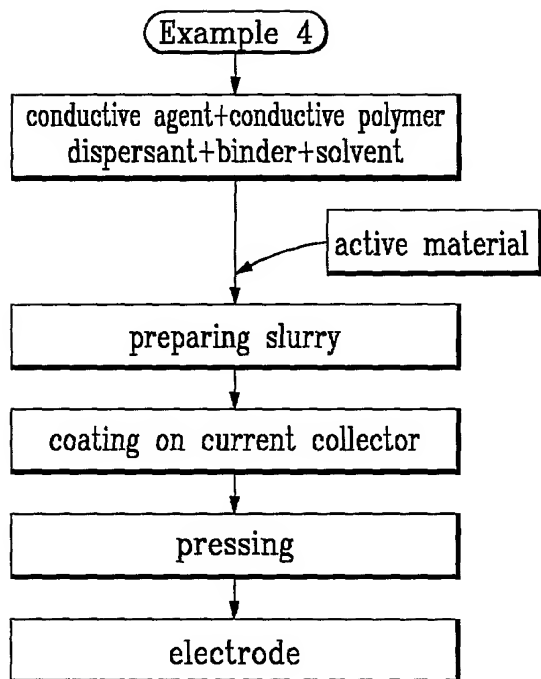 Example 4
conductive agent+conductive polymer
dispersant+binder+solvent
active material
preparing slurry
coating on current collector
pressing
electrode